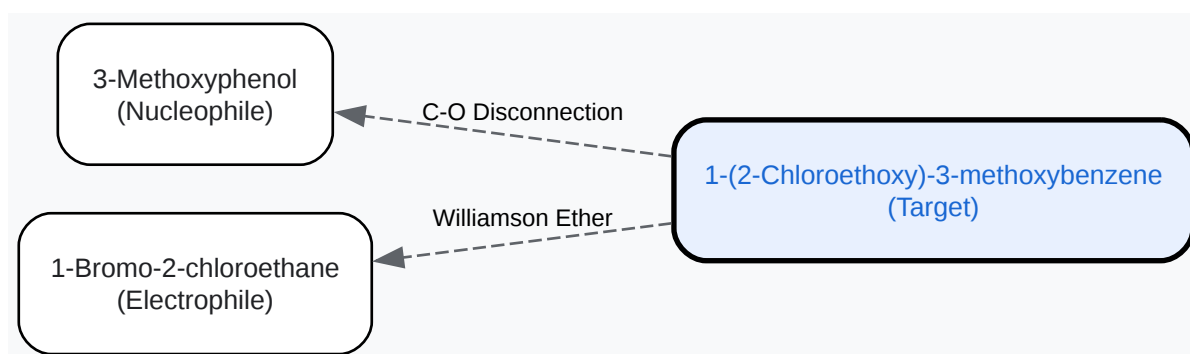 3-Methoxyphenol
(Nucleophile)
C-O Disconnection
1-(2-Chloroethoxy)-3-methoxybenzene
(Target)
Williamson Ether
1-Bromo-2-chloroethane
(Electrophile)